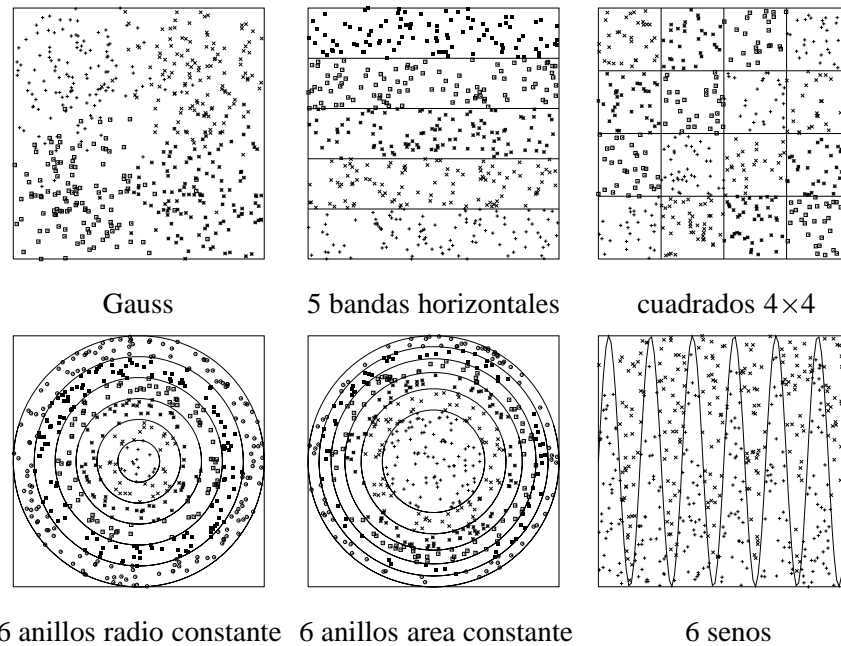 Gauss
5 bandas horizontales
cuadrados 4×4
6 anillos radio constante
6 anillos area constante
6 senos